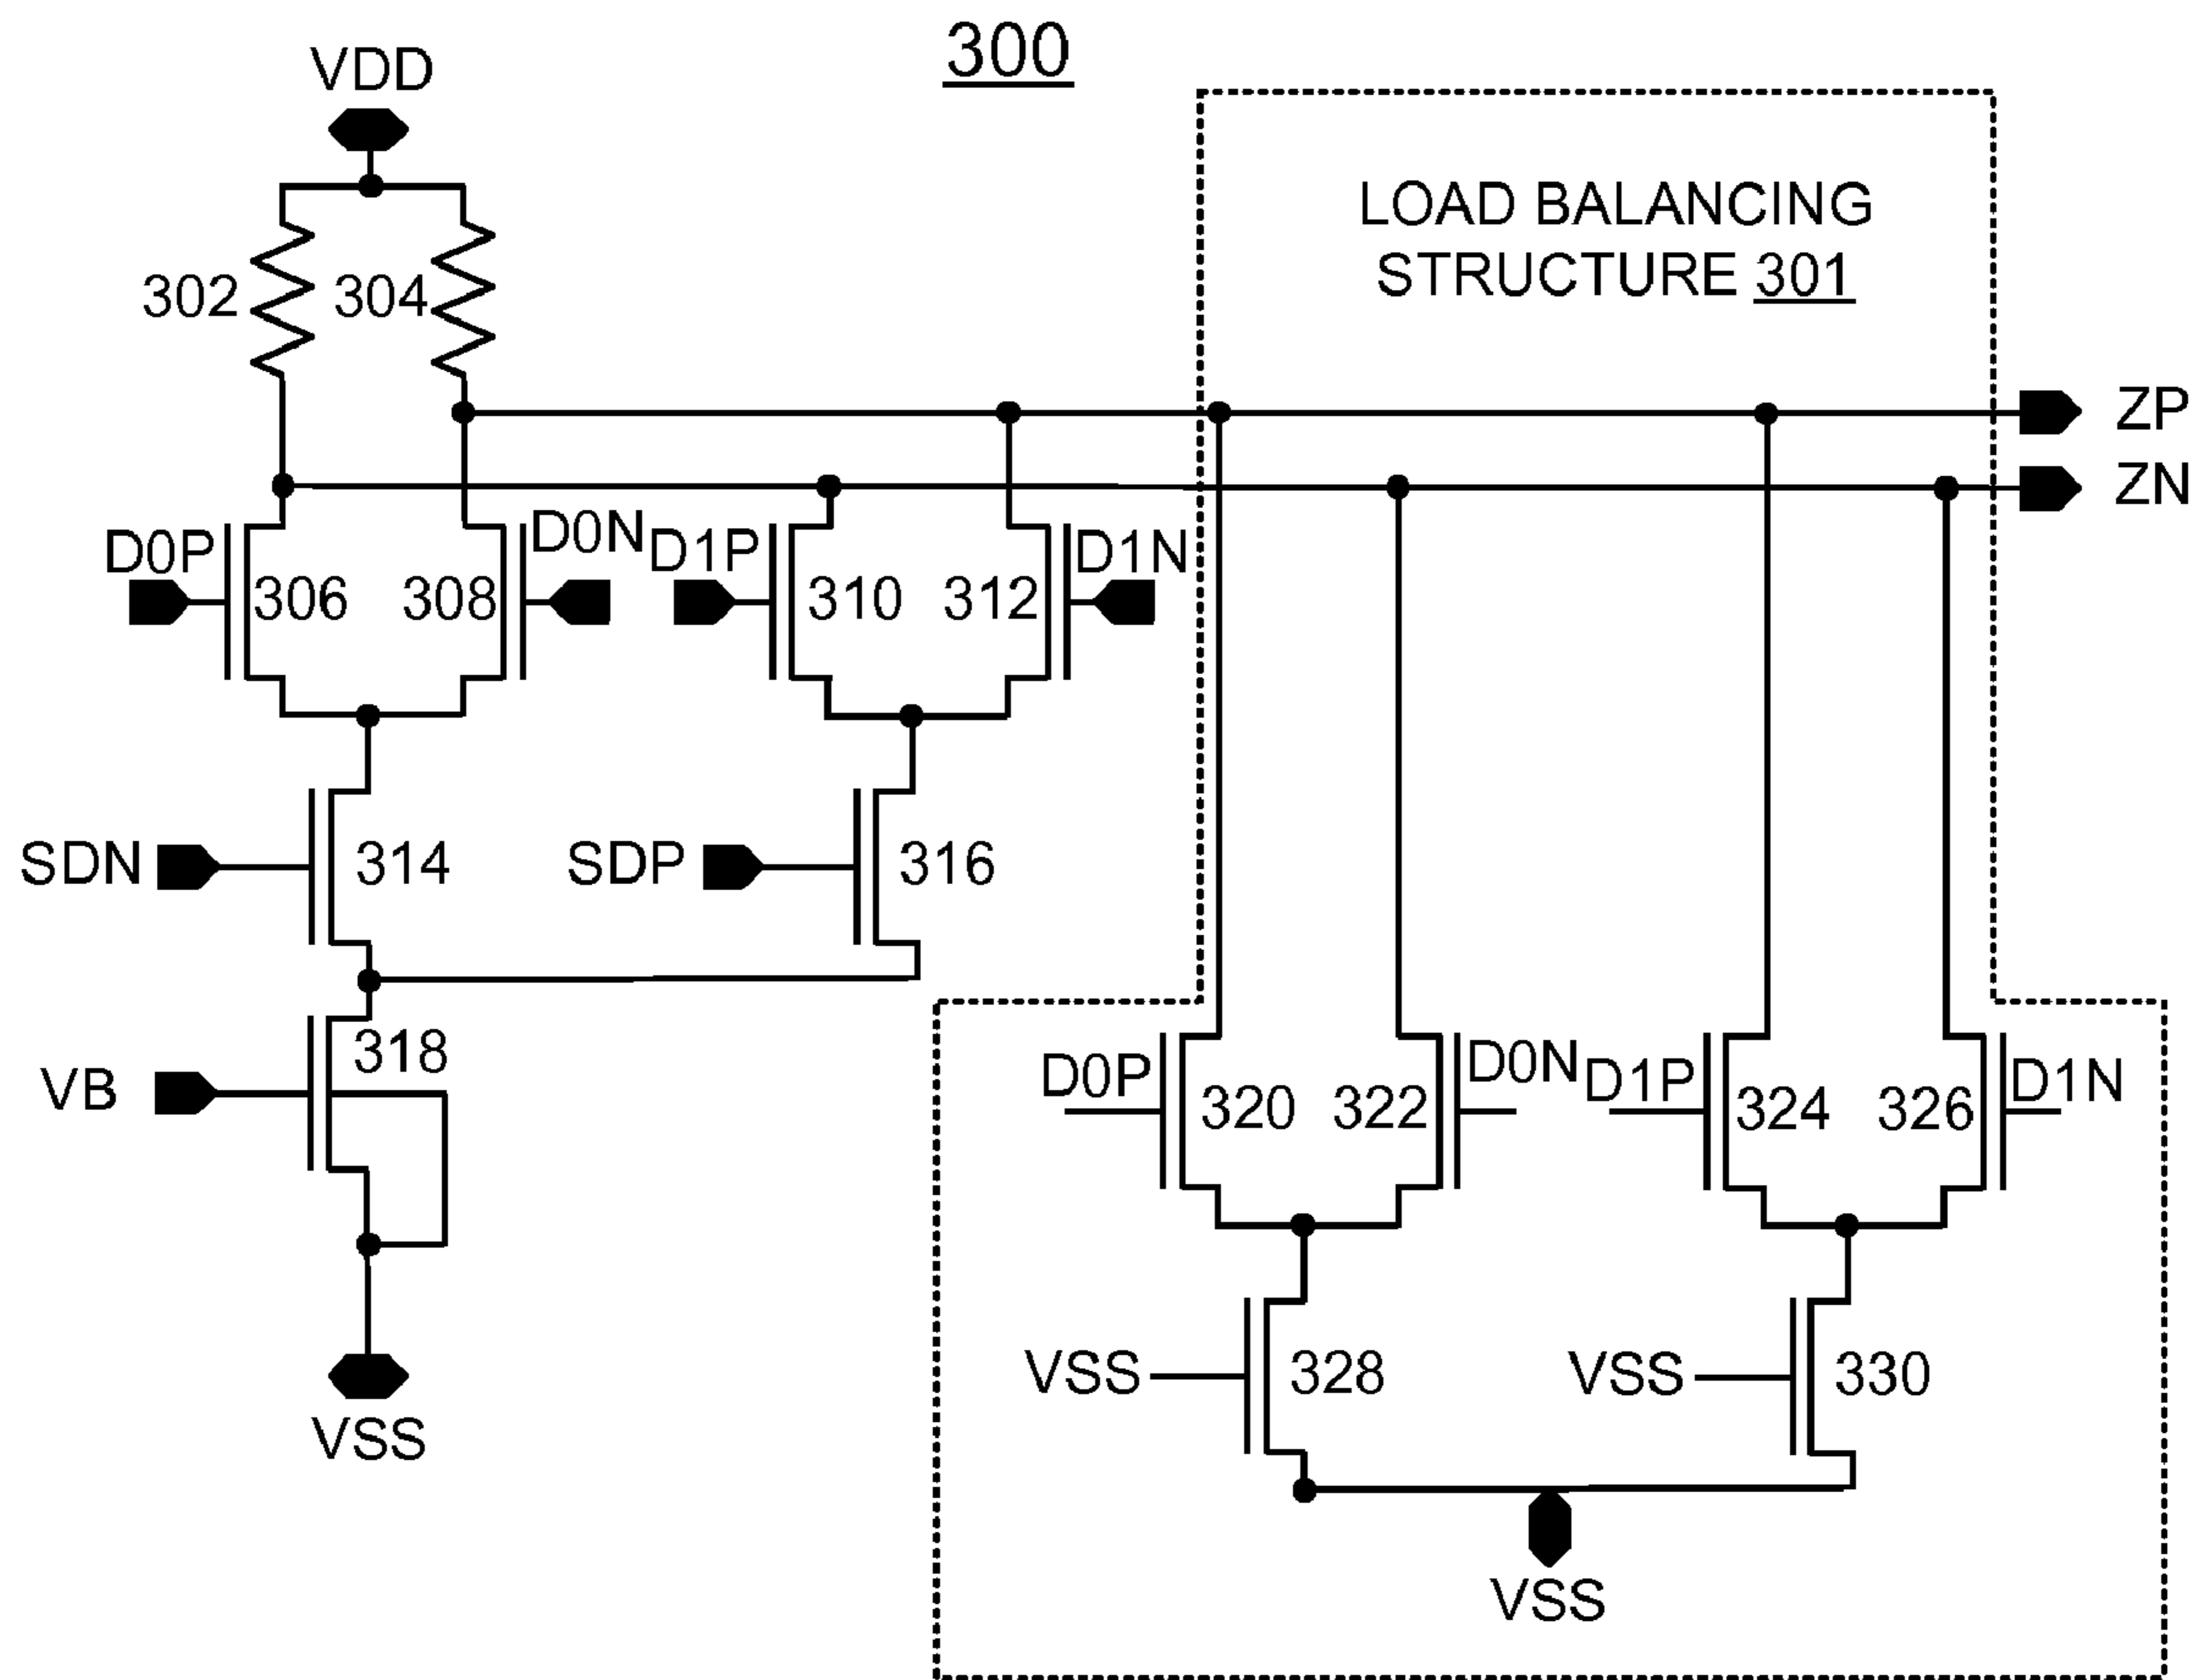 300
VDD
LOAD BALANCING
STRUCTURE 301
302
304
ZP
ZN
D0P
D0N
D1P
D1N
306
308
310
312
SDN
314
SDP
316
318
VB
D0P
D0N
D1P
D1N
320
322
324
326
VSS
328
VSS
330
VSS
VSS